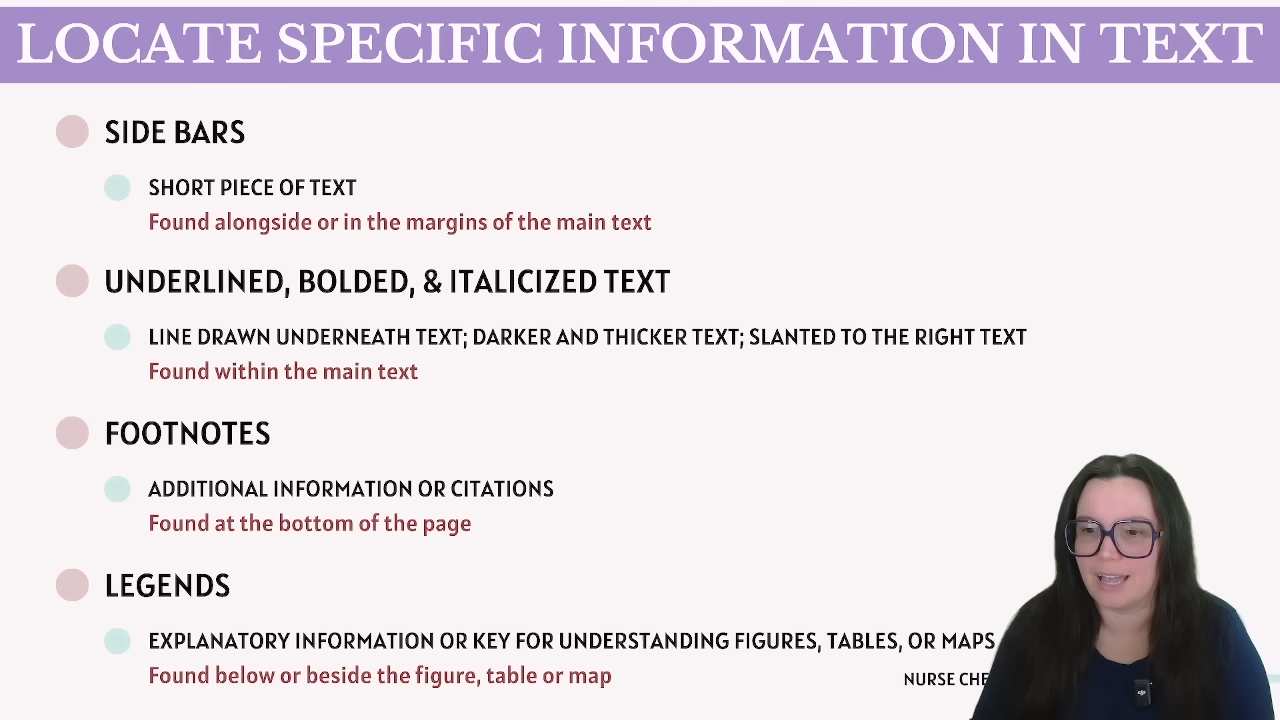 LOCATE SPECIFIC INFORMATION IN TEXT
SIDE BARS
SHORT PIECE OF TEXT
Found alongside or in the margins of the main text
UNDERLINED, BOLDED, & ITALICIZED TEXT
LINE DRAWN UNDERNEATH TEXT; DARKER AND THICKER TEXT; SLANTED TO THE RIGHT TEXT
Found within the main text
FOOTNOTES
ADDITIONAL INFORMATION OR CITATIONS
Found at the bottom of the page
LEGENDS
EXPLANATORY INFORMATION OR KEY FOR UNDERSTANDING FIGURES, TABLES, OR MAPS
Found below or beside the figure, table or map
NURSE